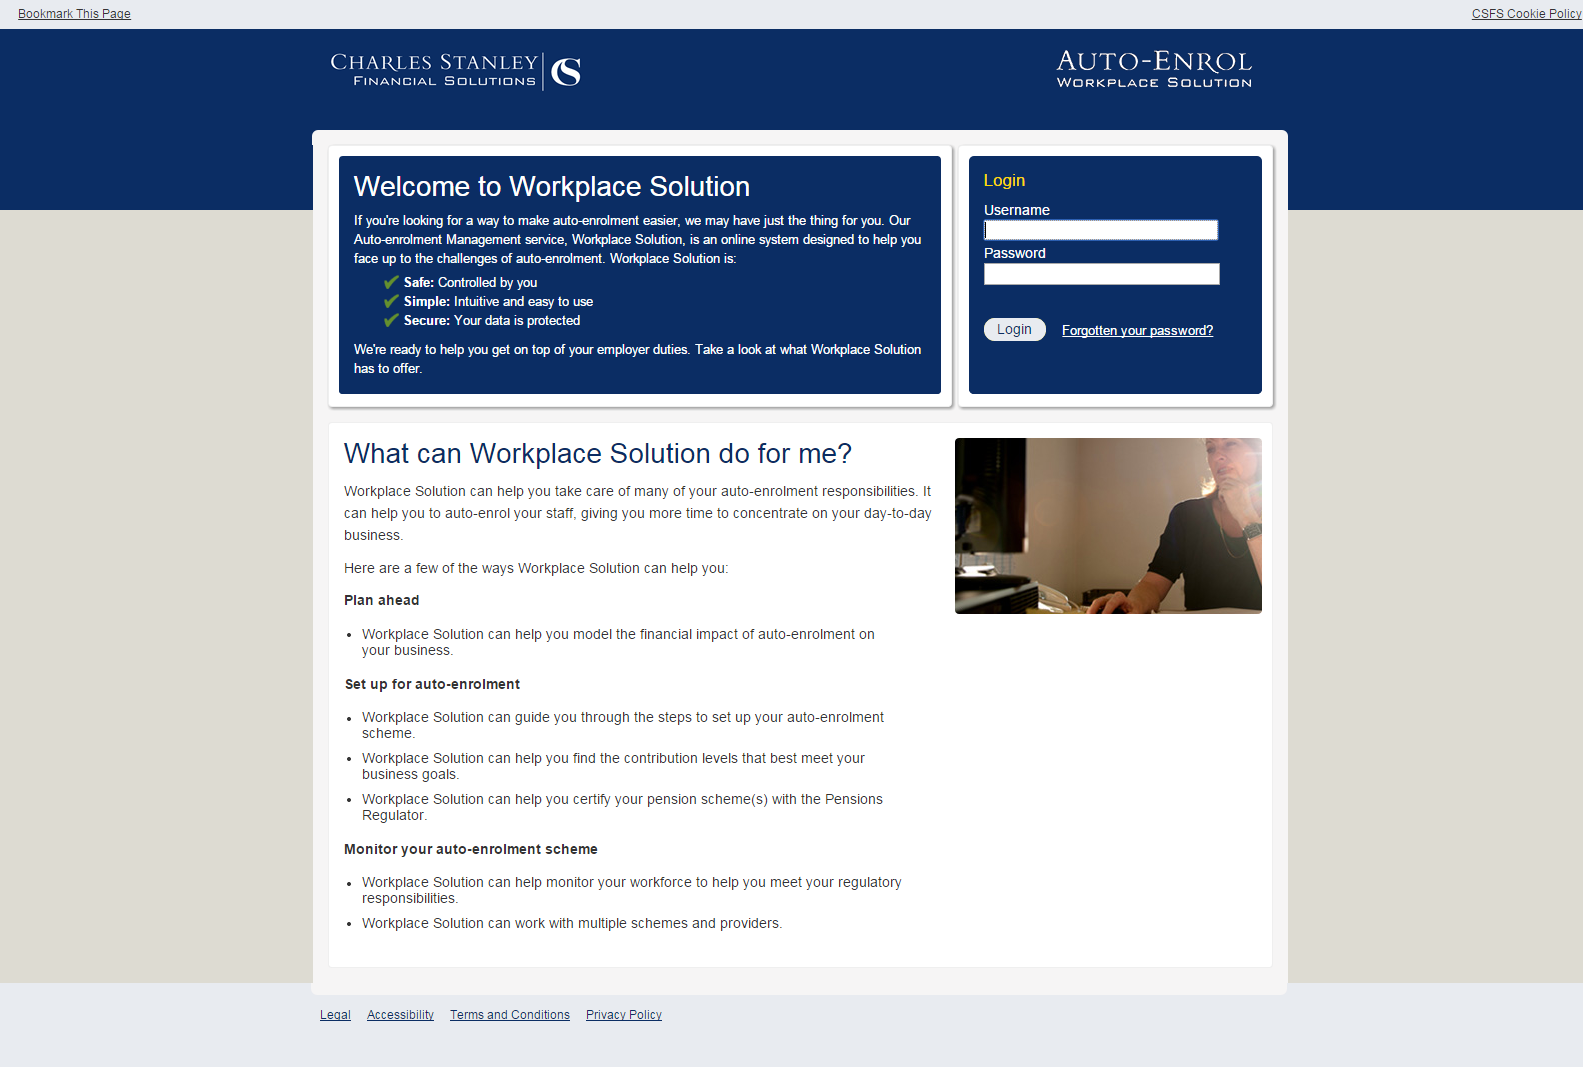 Bookmark This Page
CSFS Cookie Policy
CHARLES STANLEY
FINANCIAL SOLUTIONS
CS
AUTO-ENROL
WORKPLACE SOLUTION
Welcome to Workplace Solution
If you're looking for a way to make auto-enrolment easier, we may have just the thing for you. Our
Auto-enrolment Management service, Workplace Solution, is an online system designed to help you
face up to the challenges of auto-enrolment. Workplace Solution is:
Safe: Controlled by you
Simple: Intuitive and easy to use
Secure: Your data is protected
We're ready to help you get on top of your employer duties. Take a look at what Workplace Solution
has to offer.
Login
Username
Password
Login
Forgotten your password?
What can Workplace Solution do for me?
Workplace Solution can help you take care of many of your auto-enrolment responsibilities. It
can help you to auto-enrol your staff, giving you more time to concentrate on your day-to-day
business.
Here are a few of the ways Workplace Solution can help you:
Plan ahead
• Workplace Solution can help you model the financial impact of auto-enrolment on
your business.
Set up for auto-enrolment
• Workplace Solution can guide you through the steps to set up your auto-enrolment
scheme.
• Workplace Solution can help you find the contribution levels that best meet your
business goals.
• Workplace Solution can help you certify your pension scheme(s) with the Pensions
Regulator.
Monitor your auto-enrolment scheme
• Workplace Solution can help monitor your workforce to help you meet your regulatory
responsibilities.
• Workplace Solution can work with multiple schemes and providers.
Legal
Accessibility
Terms and Conditions
Privacy Policy